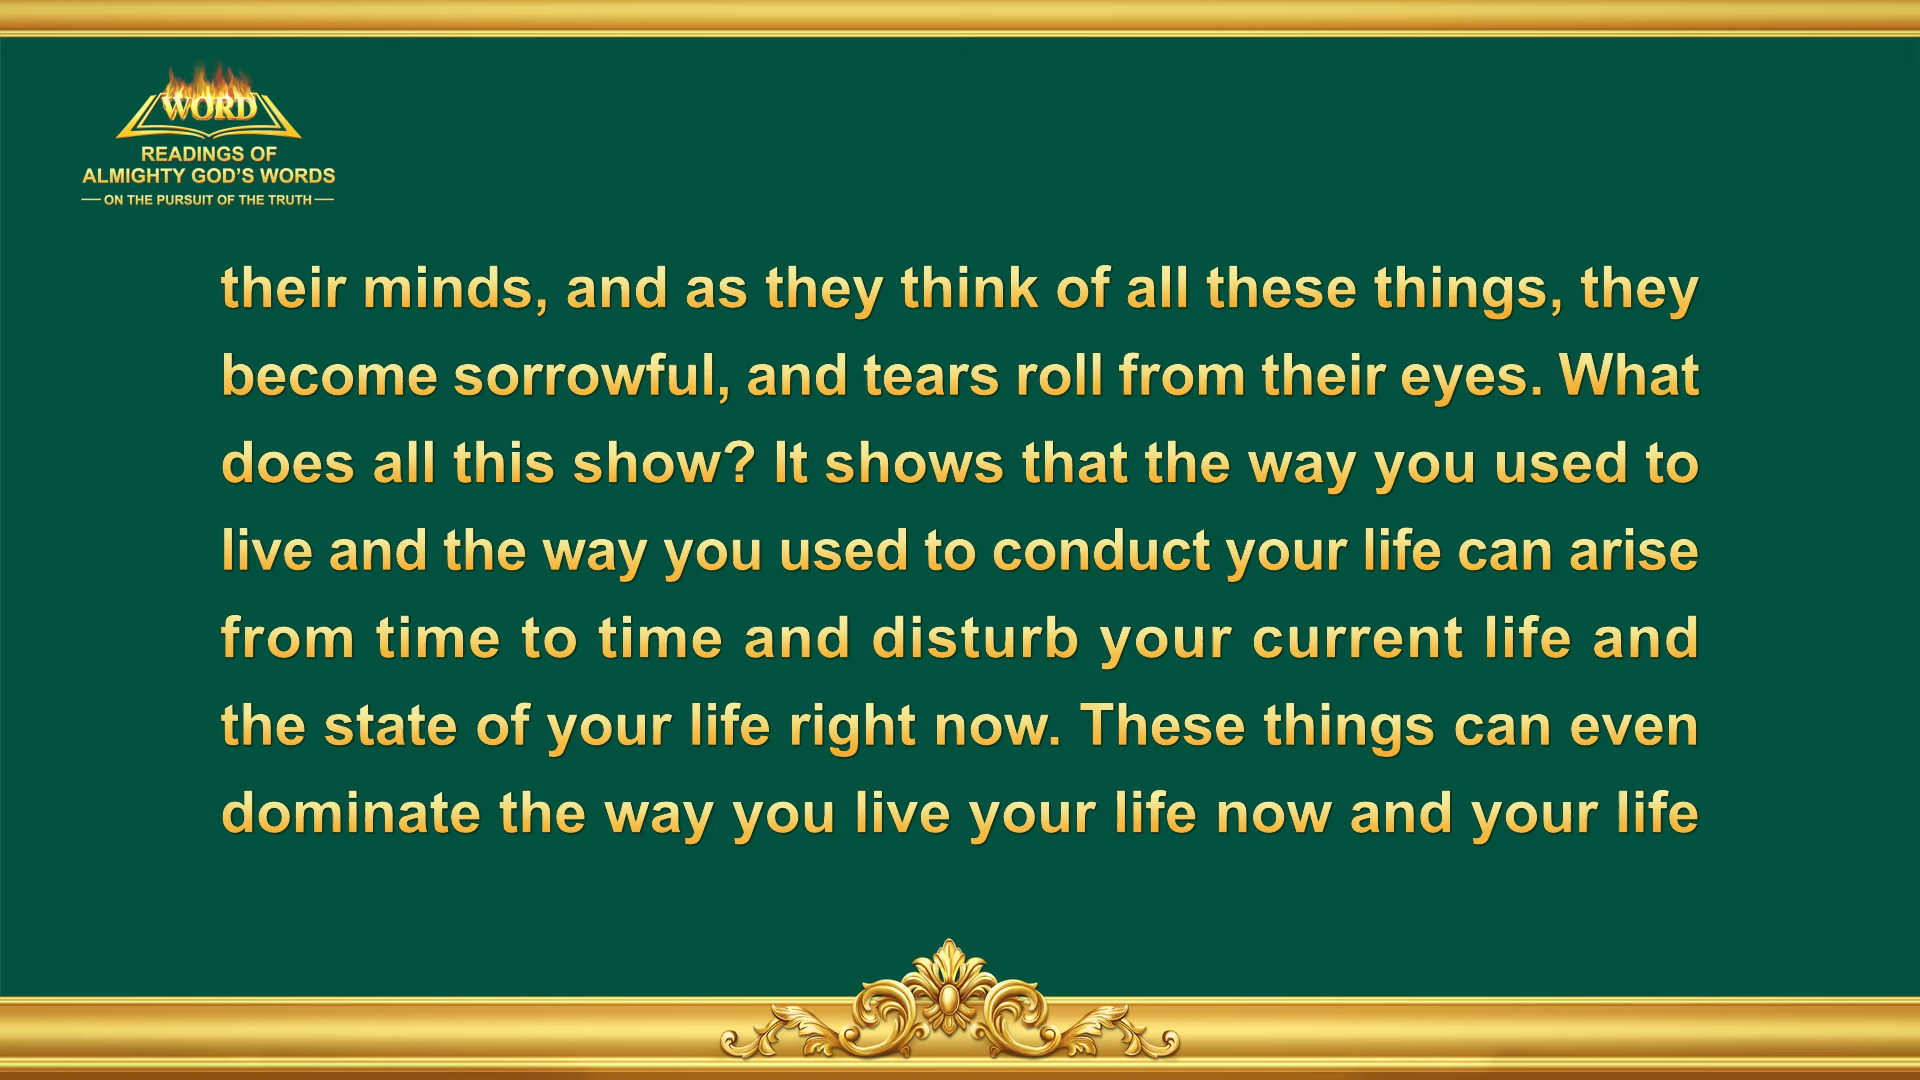 WORD
READINGS OF
ALMIGHTY GOD'S WORDS
ON THE PURSUIT OF THE TRUTH
their minds, and as they think of all these things, they
become sorrowful, and tears roll from their eyes. What
does all this show? It shows that the way you used to
live and the way you used to conduct your life can arise
from time to time and disturb your current life and
the state of your life right now. These things can even
dominate the way you live your life now and your life